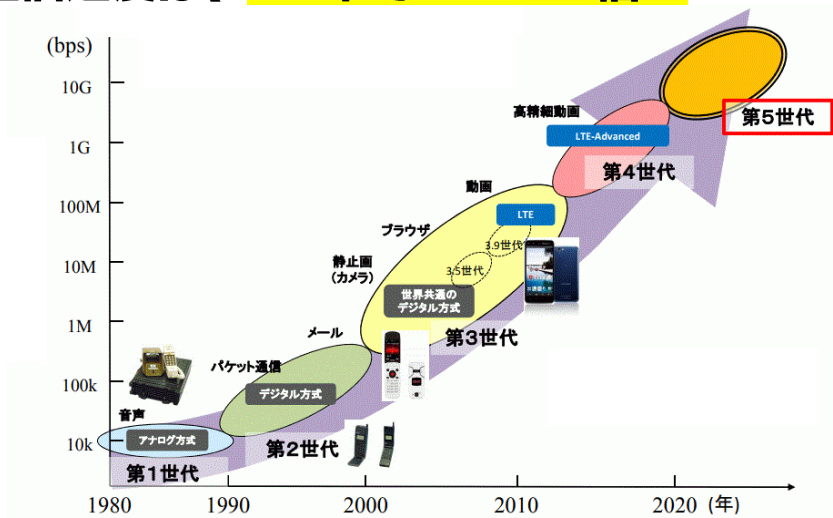 (bps)
10G
1G
100M
10M
1M
100k
10k
高精細動画
LTE-Advanced
第5世代
第4世代
動画
LTE
ブラウザ
3.9世代
静止画
(カメラ)
3.5世代
世界共通の
デジタル方式
第3世代
メール
パケット通信
デジタル方式
第2世代
音声
アナログ方式
第1世代
1980
1990
2000
2010
2020 (年)